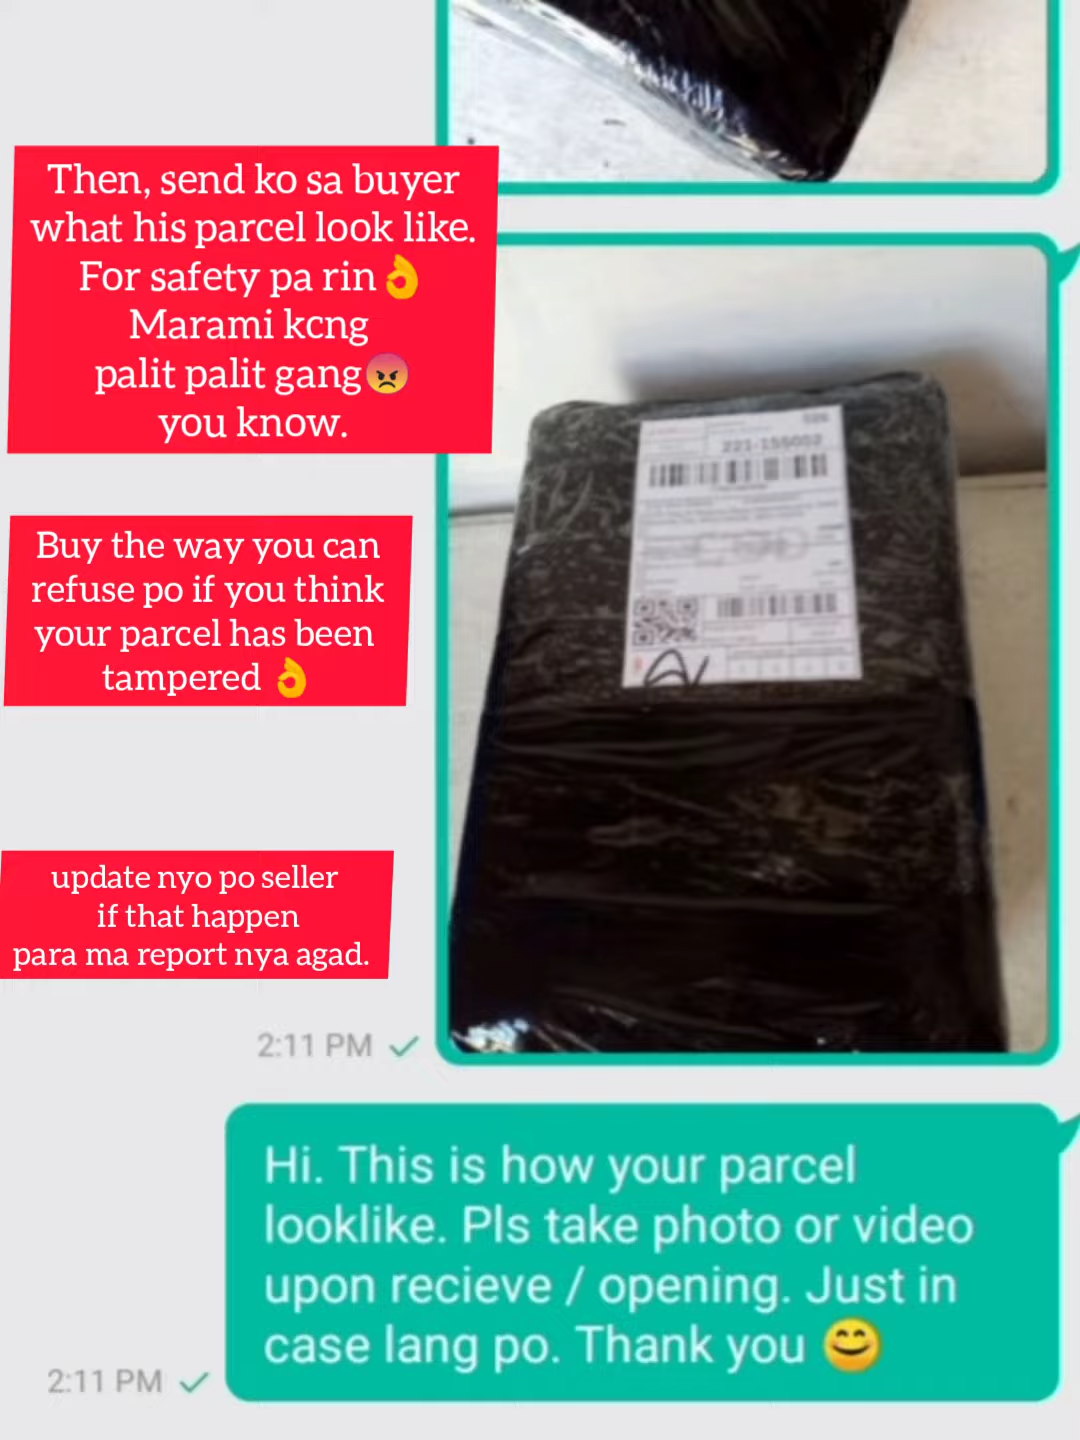 Then, send ko sa buyer
what his parcel look like.
For safety pa rin👌
Marami kcng
palit palit gang😡
you know.
221-155002
Buy the way you can
refuse po if you think
your parcel has been
tampered 👌
update nyo po seller
if that happen
para ma report nya agad.
2:11 PM
Hi. This is how your parcel
looklike. Pls take photo or video
upon recieve / opening. Just in
case lang po. Thank you 😊
2:11 PM